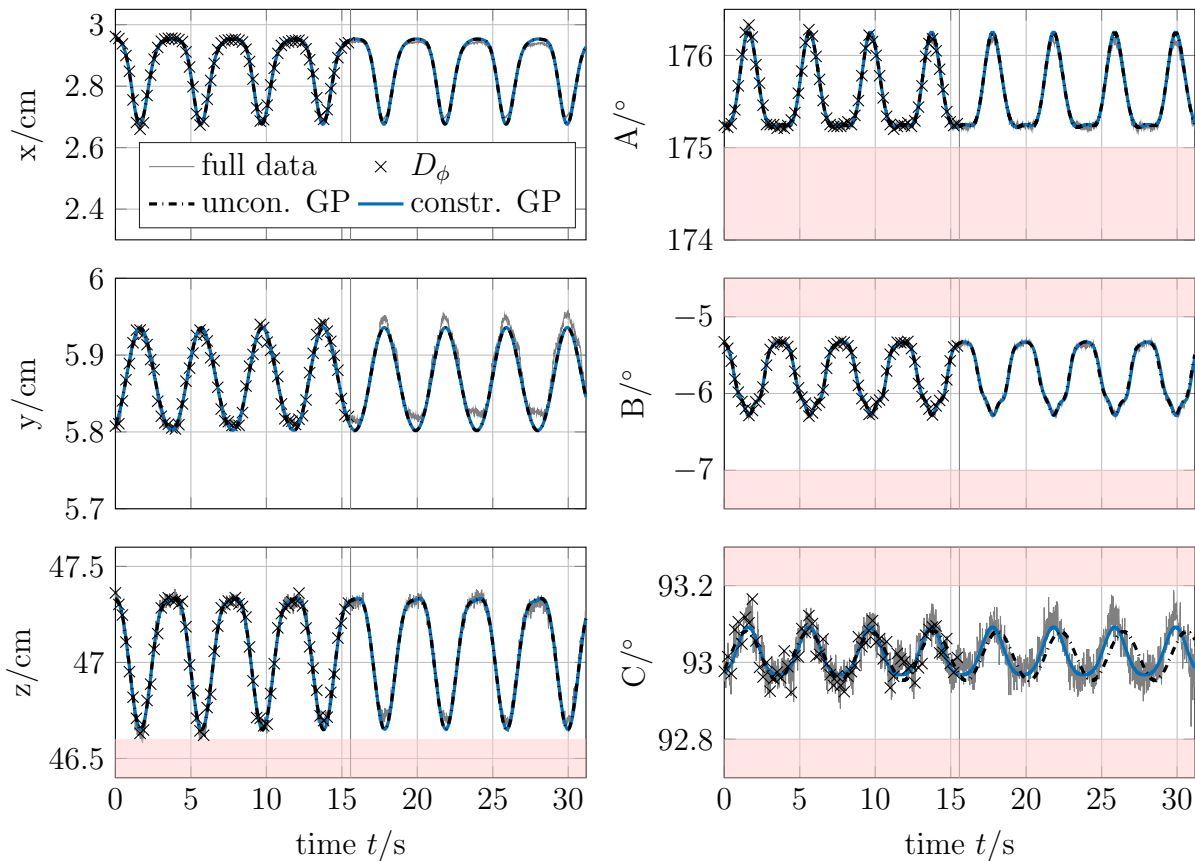 3
2.8
2.6
2.4
x/cm
full data
D_ϕ
uncon. GP
constr. GP
176
175
174
A/°
6
5.9
5.8
5.7
y/cm
−5
−6
−7
B/°
47.5
47
46.5
z/cm
0 5 10 15 20 25 30
time t/s
93.2
93
92.8
C/°
0 5 10 15 20 25 30
time t/s